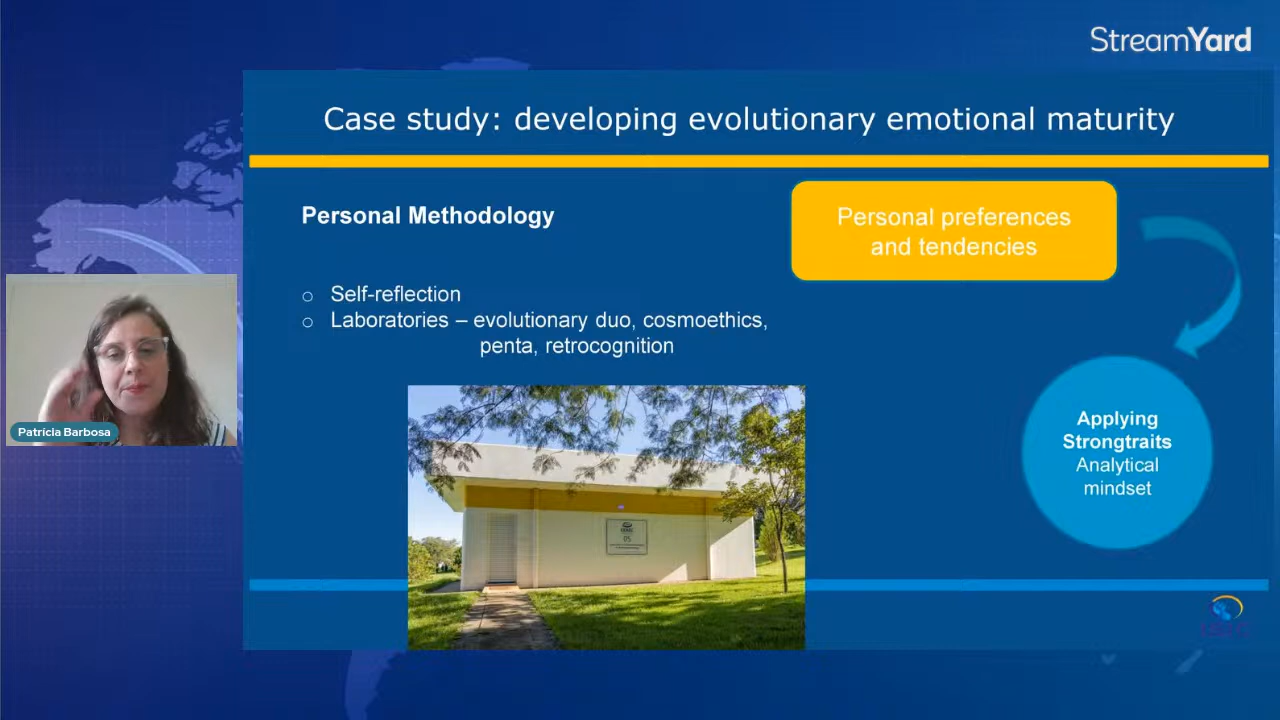 StreamYard
Case study: developing evolutionary emotional maturity
Personal Methodology
Personal preferences
and tendencies
o Self-reflection
o Laboratories – evolutionary duo, cosmoethics,
penta, retrocognition
Applying
Strongtraits
Analytical
mindset
Patrícia Barbosa
05